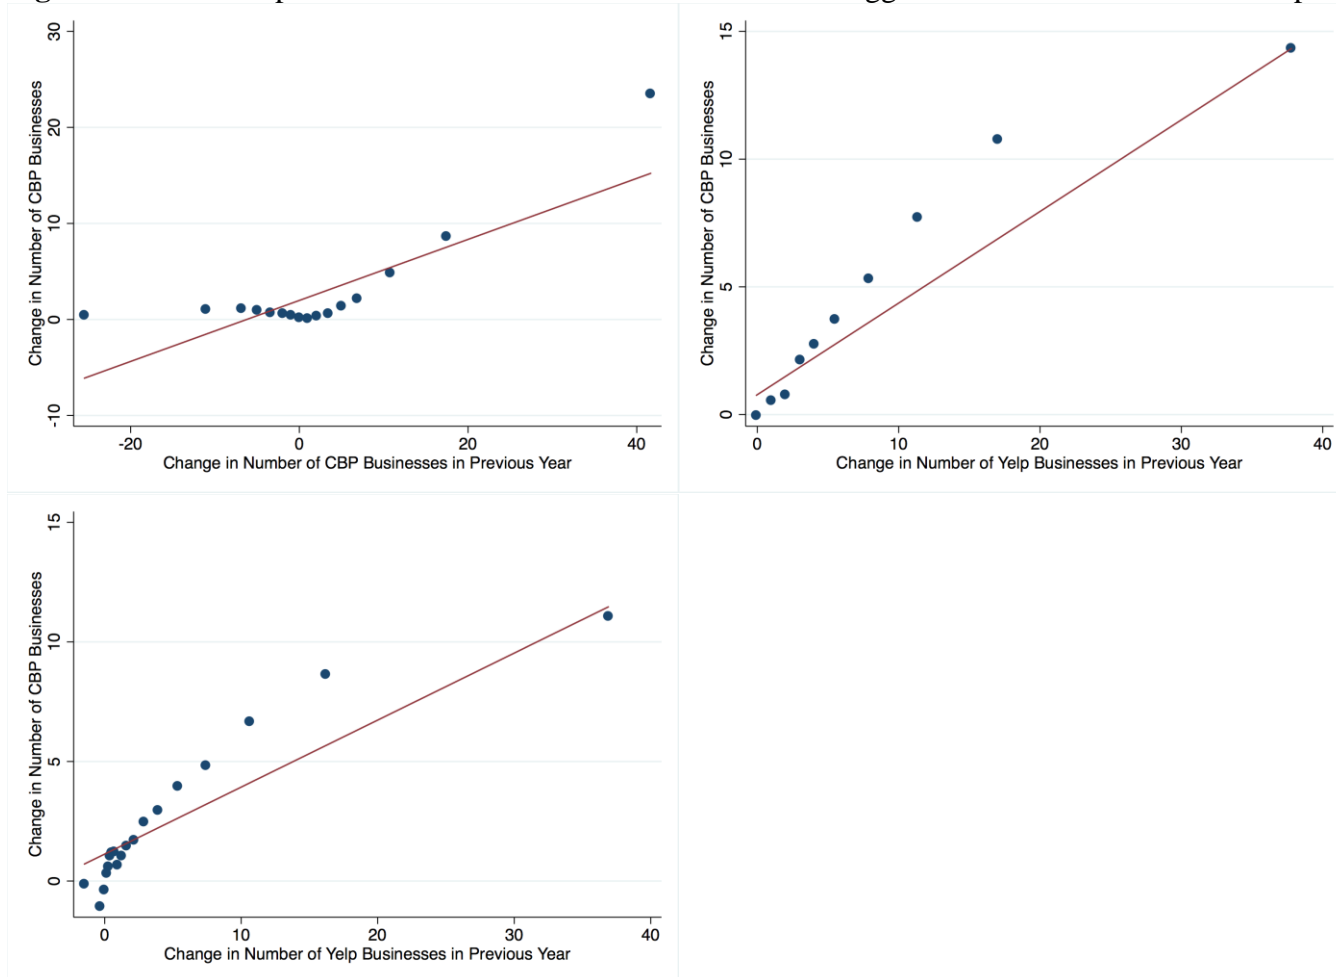 30
20
10
0
-10
Change in Number of CBP Businesses
-20 0 20 40
Change in Number of CBP Businesses in Previous Year
15
10
5
0
Change in Number of CBP Businesses
0 10 20 30 40
Change in Number of Yelp Businesses in Previous Year
15
10
5
0
Change in Number of CBP Businesses
0 10 20 30 40
Change in Number of Yelp Businesses in Previous Year